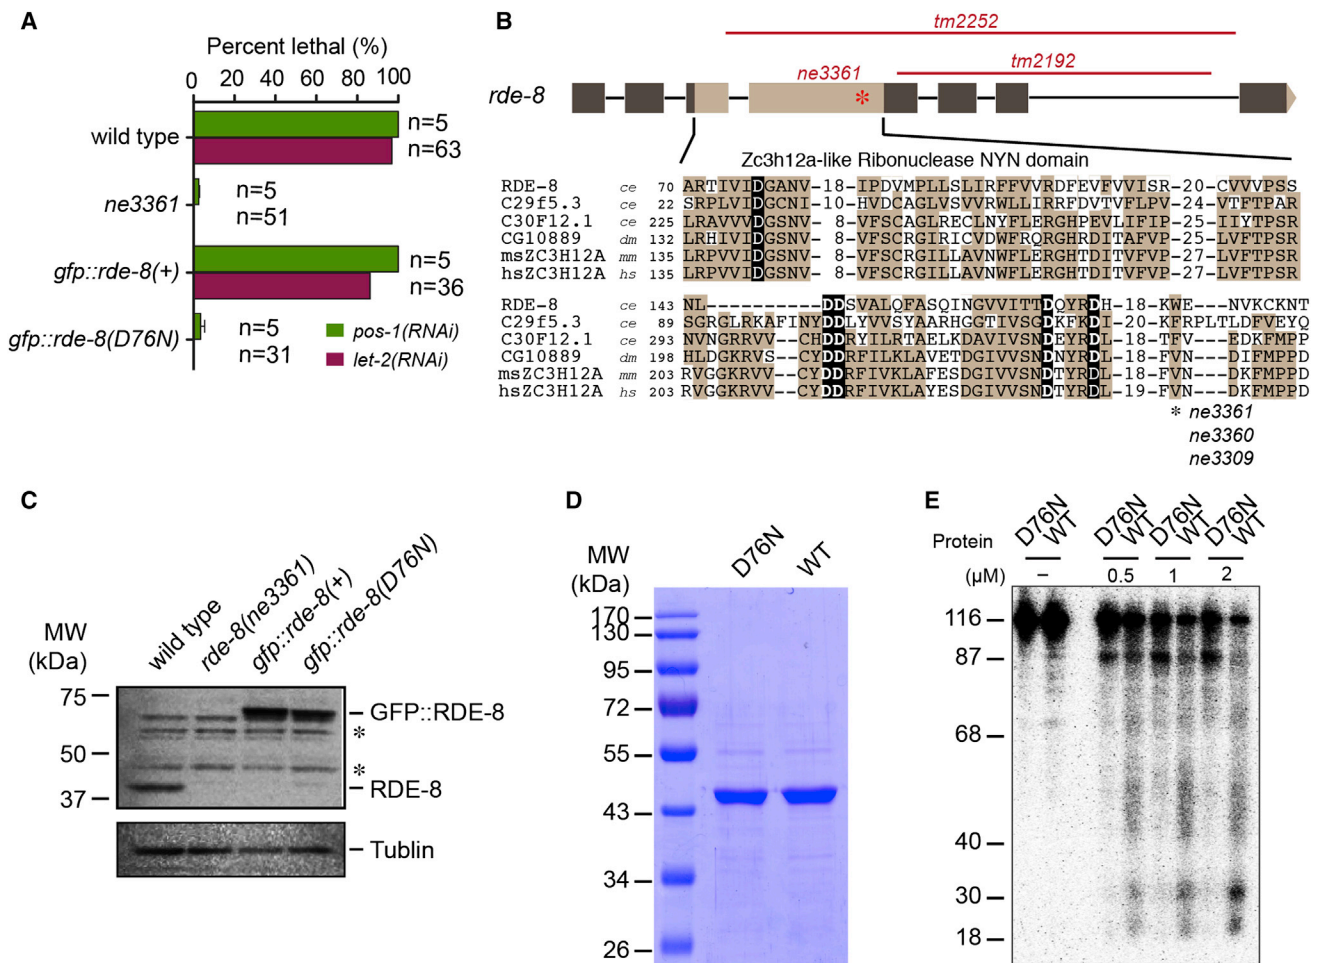 A
Percent lethal (%)
0 20 40 60 80 100
wild type
n=5
n=63
ne3361
n=5
n=51
gfp::rde-8(+)
n=5
n=36
gfp::rde-8(D76N)
n=5
n=31
pos-1(RNAi)
let-2(RNAi)
B
tm2252
ne3361
tm2192
rde-8
*
Zc3h12a-like Ribonuclease NYN domain
RDE-8 ce 70 ARTIVIDGANV-18-IPDVMPLLSLIRFFVVRDFEVFVVISR-20-CVVVPSS
C29f5.3 ce 22 SRPLVIDGCNI-10-HVDCAGLVSVVRWLLIRRFDVTVFLPV-24-VTFTPAR
C30F12.1 ce 225 LRAVVVDGSNV- 8-VFSCAGLRECLNYFLERGHPEVLIFIP-25-IIYTPSR
CG10889 dm 132 LRHIVIDGSNV- 8-VFSCRGIRICVDWFRQRGHRDITAFVP-25-LVFTPSR
msZC3H12A mm 135 LRPVVIDGSNV- 8-VFSCRGILLAVNWFLERGHTDITVFVP-27-LVFTPSR
hsZC3H12A hs 135 LRPVVIDGSNV- 8-VFSCRGILLAVNWFLERGHTDITVFVP-27-LVFTPSR
RDE-8 ce 143 NL----------DDSVALQFASQINGVVITTDQYRDH-18-KWE---NVKCKNT
C29f5.3 ce 89 SGRGLRKAFINYDDLYVVSYAARHGGTIVSGDKFKDI-20-KFRPLTLDFVEYQ
C30F12.1 ce 339 NVNGRRVV--CHDDRYILRTAELKDAVIVSNDEYRDL-18-TFV---EDKFMPP
CG10889 dm 198 HLDGKRVS--CYDDRFILKLATETDGIVVSNDNYRDL-18-FVN---DIFMPPD
msZC3H12A mm 203 RVGGKRVV---CYDDRFIVKLAFESDGIVVSNDTYRDL-18-FVN---DKFMPPD
hsZC3H12A hs 203 RVGGKRVV---CYDDRFIVKLAYESDGIVVSNDTYRDL-19-FVN---DKFMPPD
* ne3361
ne3360
ne3309
C
MW
(kDa)
wild type
rde-8(ne3361)
gfp::rde-8(+)
gfp::rde-8(D76N)
75
50
37
GFP::RDE-8
*
*
RDE-8
Tublin
D
MW
(kDa)
D76N
WT
170
130
95
72
55
43
34
26
E
Protein
D76N WT D76N WT D76N WT D76N WT
(μM) – 0.5 1 2
116
87
68
40
30
18